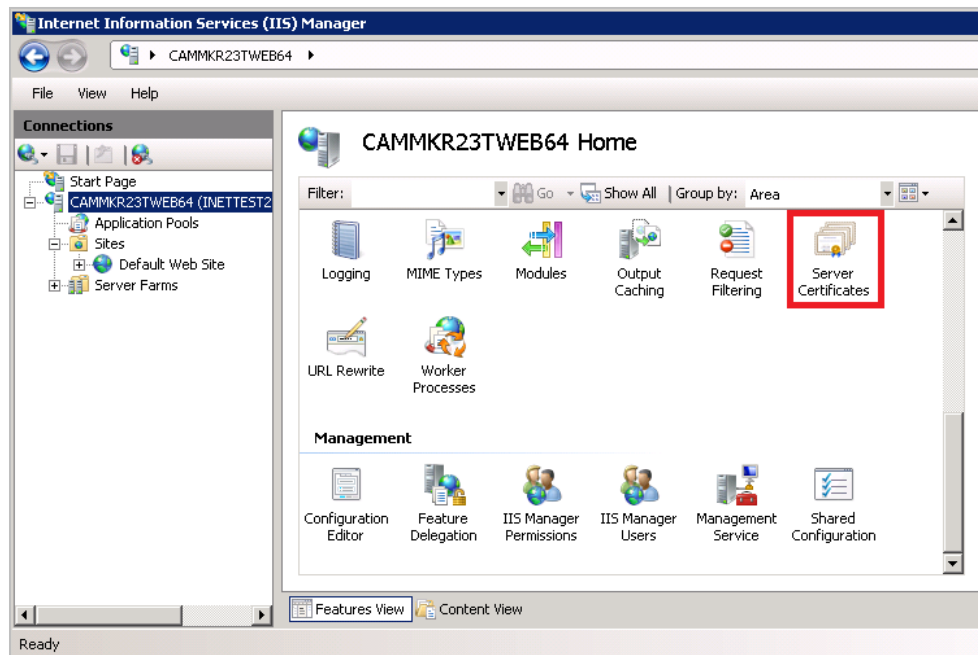 Internet Information Services (IIS) Manager
CAMMKR23TWEB64
File View Help
Connections
Start Page
CAMMKR23TWEB64 (INETTEST2
Application Pools
Sites
Default Web Site
Server Farms
CAMMKR23TWEB64 Home
Filter: Go Show All Group by: Area
Logging MIME Types Modules Output Request Server
Caching Filtering Certificates
URL Rewrite Worker
Processes
Management
Configuration Feature IIS Manager IIS Manager Management Shared
Editor Delegation Permissions Users Service Configuration
Features View Content View
Ready